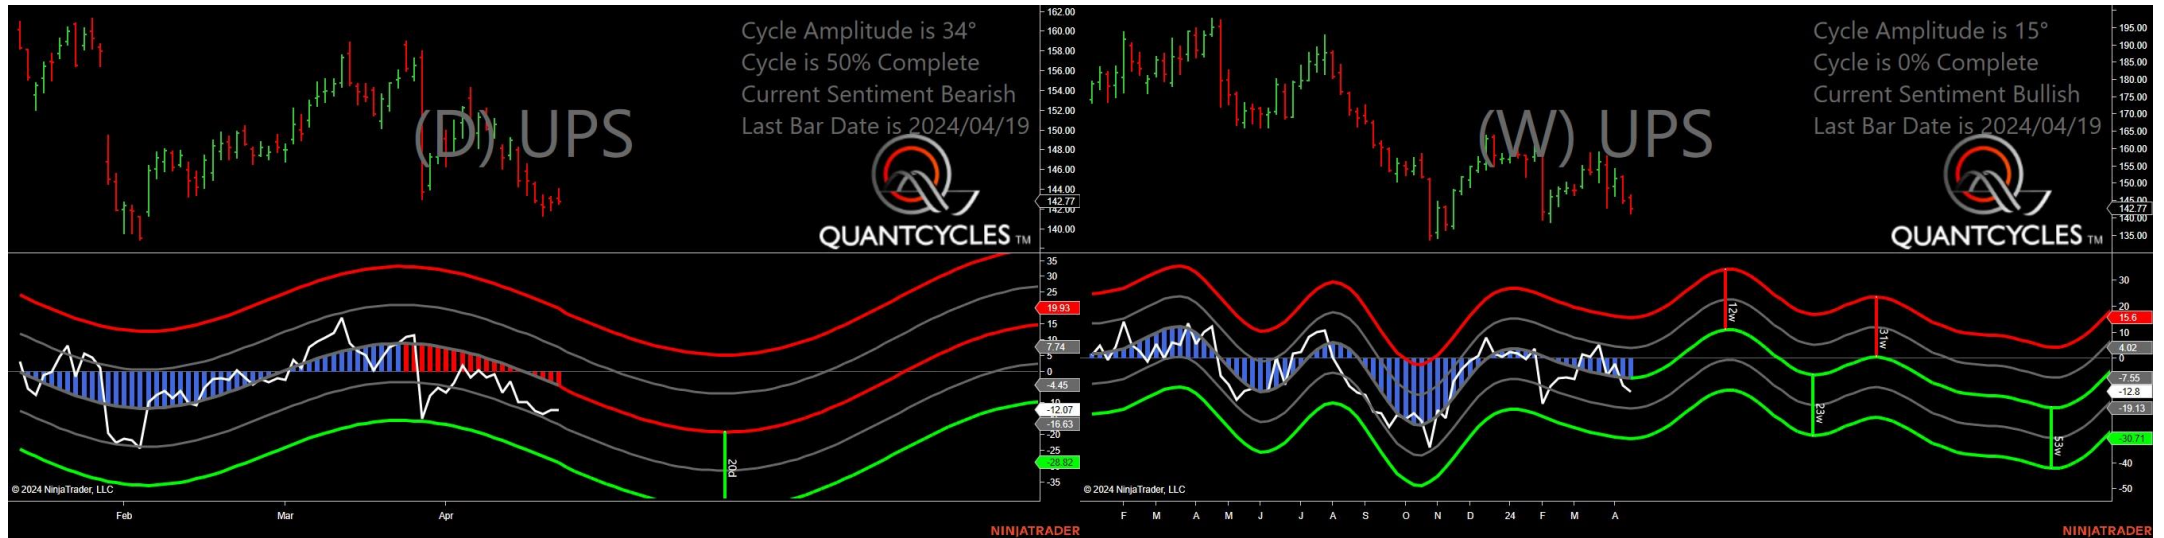 Cycle Amplitude is 34°
Cycle is 50% Complete
Current Sentiment Bearish
Last Bar Date is 2024/04/19
(D) UPS
QUANTCYCLES TM
162.00
160.00
158.00
156.00
154.00
152.00
150.00
148.00
146.00
144.00
142.77
142.00
140.00
35
30
25
19.93
15
10
7.74
5
0
-4.45
-12.07
-16.63
-20
-25
-28.82
-35
20d
© 2024 NinjaTrader, LLC
Feb
Mar
Apr
NINJATRADER
Cycle Amplitude is 15°
Cycle is 0% Complete
Current Sentiment Bullish
Last Bar Date is 2024/04/19
(W) UPS
QUANTCYCLES TM
195.00
190.00
185.00
180.00
175.00
170.00
165.00
160.00
155.00
150.00
145.00
142.77
140.00
135.00
30
20
15.6
10
4.02
0
-7.55
-12.8
-19.13
-30.71
-40
-50
12w
31w
23w
53w
© 2024 NinjaTrader, LLC
F M A M J J A S O N D 24 F M A
NINJATRADER